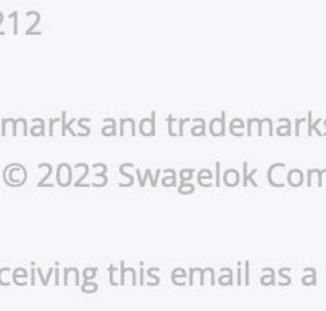 212
marks and trademarks
© 2023 Swagelok Com
ceiving this email as a